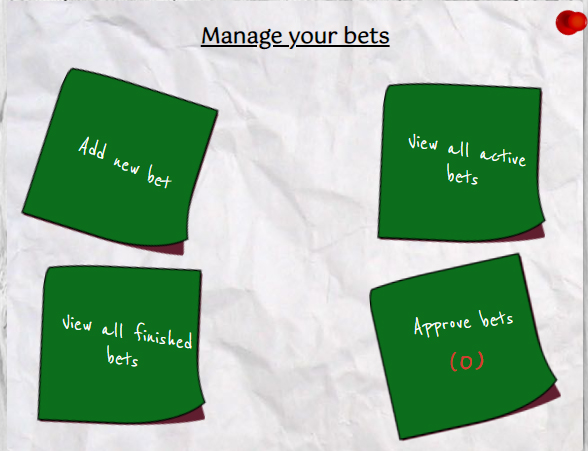 Manage your bets
Add new bet
View all active
bets
View all finished
bets
Approve bets
(0)